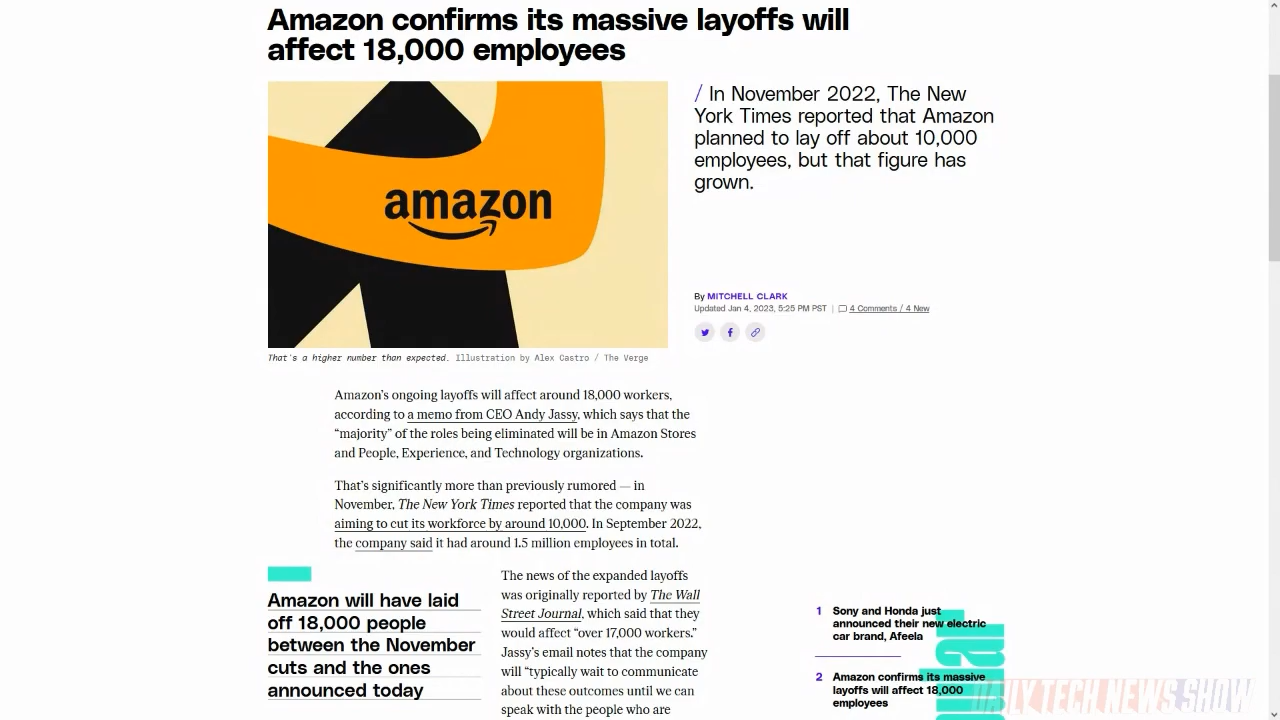 Amazon confirms its massive layoffs will
affect 18,000 employees
amazon
/ In November 2022, The New
York Times reported that Amazon
planned to lay off about 10,000
employees, but that figure has
grown.
By MITCHELL CLARK
Updated Jan 4, 2023, 5:25 PM PST | 4 Comments / 4 New
That's a higher number than expected. Illustration by Alex Castro / The Verge
Amazon's ongoing layoffs will affect around 18,000 workers,
according to a memo from CEO Andy Jassy, which says that the
“majority” of the roles being eliminated will be in Amazon Stores
and People, Experience, and Technology organizations.
That's significantly more than previously rumored — in
November, The New York Times reported that the company was
aiming to cut its workforce by around 10,000. In September 2022,
the company said it had around 1.5 million employees in total.
Amazon will have laid
off 18,000 people
between the November
cuts and the ones
announced today
The news of the expanded layoffs
was originally reported by The Wall
Street Journal, which said that they
would affect “over 17,000 workers.”
Jassy's email notes that the company
will “typically wait to communicate
about these outcomes until we can
speak with the people who are
1 Sony and Honda just
announced their new electric
car brand, Afeela
2 Amazon confirms its massive
layoffs will affect 18,000
employees
DAILY TECH NEWS SHOW